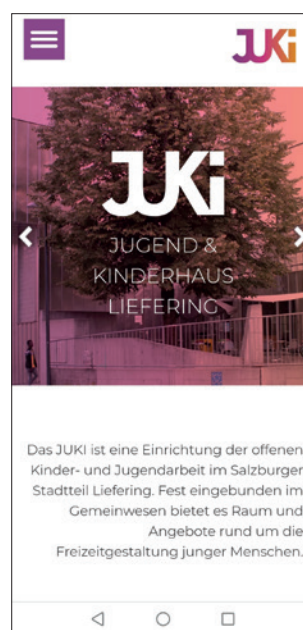 JUKi
JUKi
JUGEND &
KINDERHAUS
LIEFERING
Das JUKI ist eine Einrichtung der offenen
Kinder- und Jugendarbeit im Salzburger
Stadtteil Liefering. Fest eingebunden im
Gemeinwesen bietet es Raum und
Angebote rund um die
Freizeitgestaltung junger Menschen.